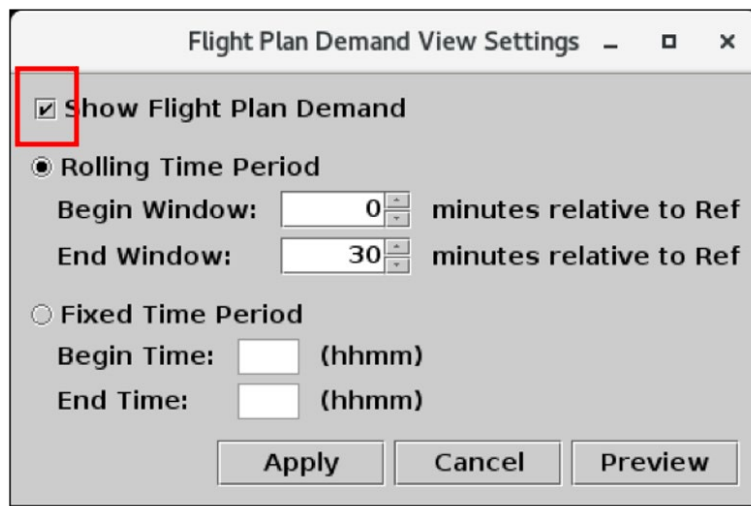 Flight Plan Demand View Settings
Show Flight Plan Demand
Rolling Time Period
Begin Window: 0 minutes relative to Ref
End Window: 30 minutes relative to Ref
Fixed Time Period
Begin Time: (hhmm)
End Time: (hhmm)
Apply Cancel Preview